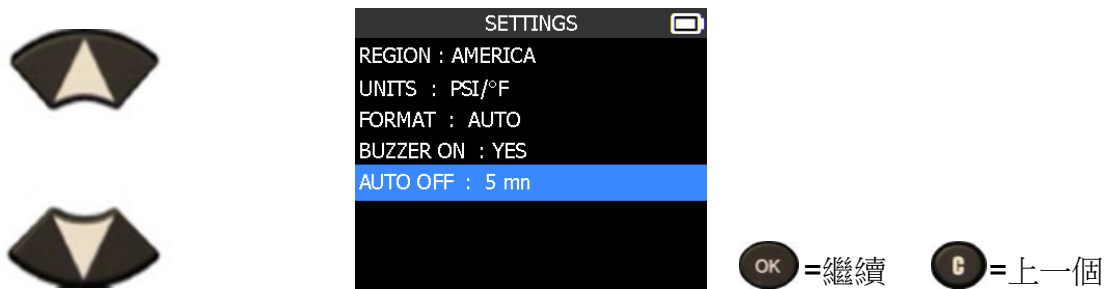 SETTINGS
REGION : AMERICA
UNITS : PSI/°F
FORMAT : AUTO
BUZZER ON : YES
AUTO OFF : 5 mn
OK =繼續 C =上一個